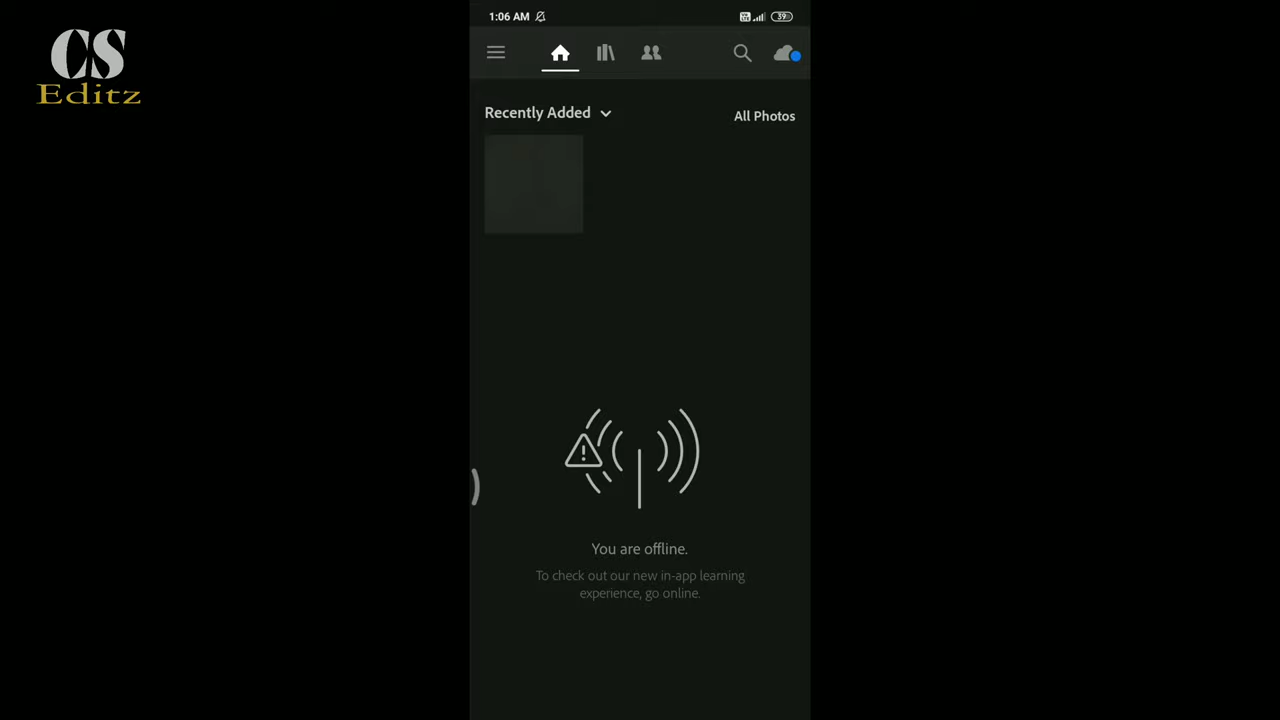 CS
Editz
1:06 AM
39
Recently Added
All Photos
You are offline.
To check out our new in-app learning
experience, go online.